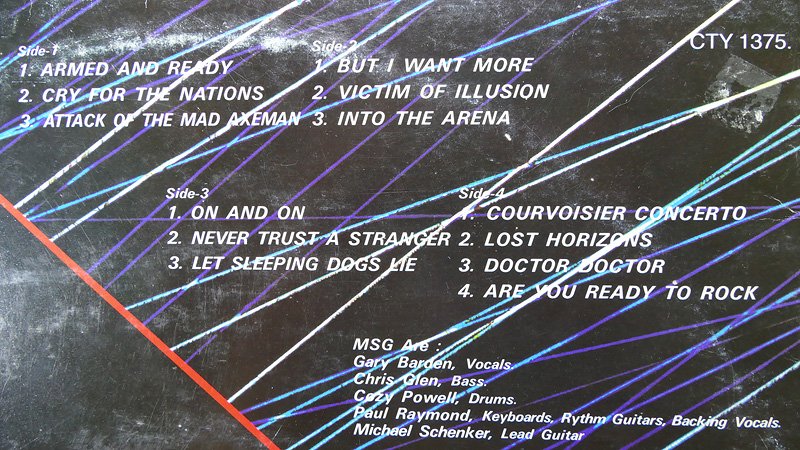 CTY 1375.
Side-1
1. ARMED AND READY
2. CRY FOR THE NATIONS
3. ATTACK OF THE MAD AXEMAN
Side-2
1. BUT I WANT MORE
2. VICTIM OF ILLUSION
3. INTO THE ARENA
Side-3
1. ON AND ON
2. NEVER TRUST A STRANGER
3. LET SLEEPING DOGS LIE
Side-4
1. COURVOISIER CONCERTO
2. LOST HORIZONS
3. DOCTOR DOCTOR
4. ARE YOU READY TO ROCK
MSG Are :
Gary Barden, Vocals.
Chris Glen, Bass.
Cozy Powell, Drums.
Paul Raymond, Keyboards, Rythm Guitars, Backing Vocals.
Michael Schenker, Lead Guitar